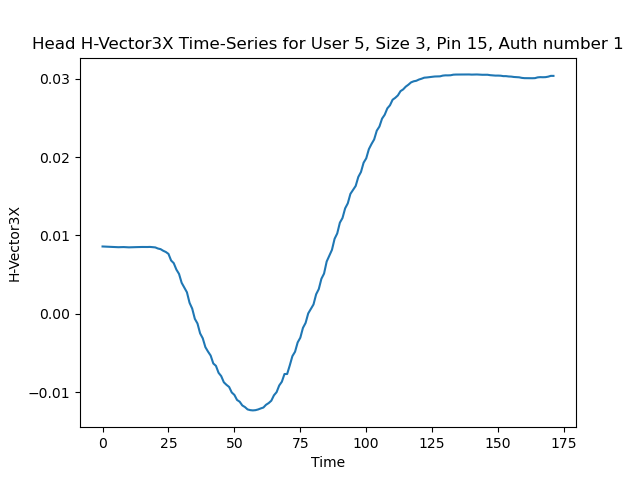 Head H-Vector3X Time-Series for User 5, Size 3, Pin 15, Auth number 1
0.03
0.02
0.01
0.00
−0.01
H-Vector3X
0 25 50 75 100 125 150 175
Time